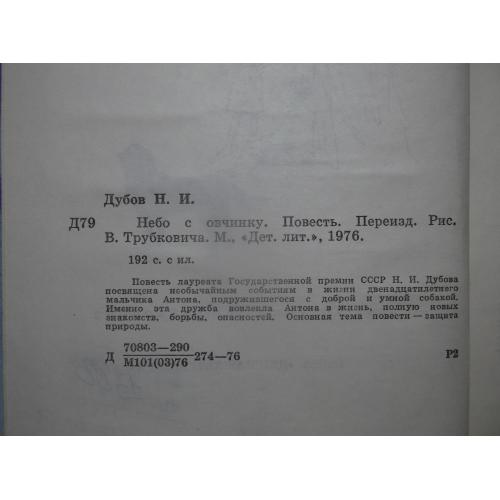 Дубов Н. И.
Д79 Небо с овчинку. Повесть. Переизд. Рис.
В. Трубковича. М., «Дет. лит.», 1976.
192 с. с ил.
Повесть лауреата Государственной премии СССР Н. И. Дубова
посвящена необычайным событиям в жизни двенадцатилетнего
мальчика Антона, подружившегося с доброй и умной собакой.
Именно эта дружба вовлекла Антона в жизнь, полную новых
знакомств, борьбы, опасностей. Основная тема повести — защита
природы.
70803—290
Д 274—76 Р2
М101(03)76